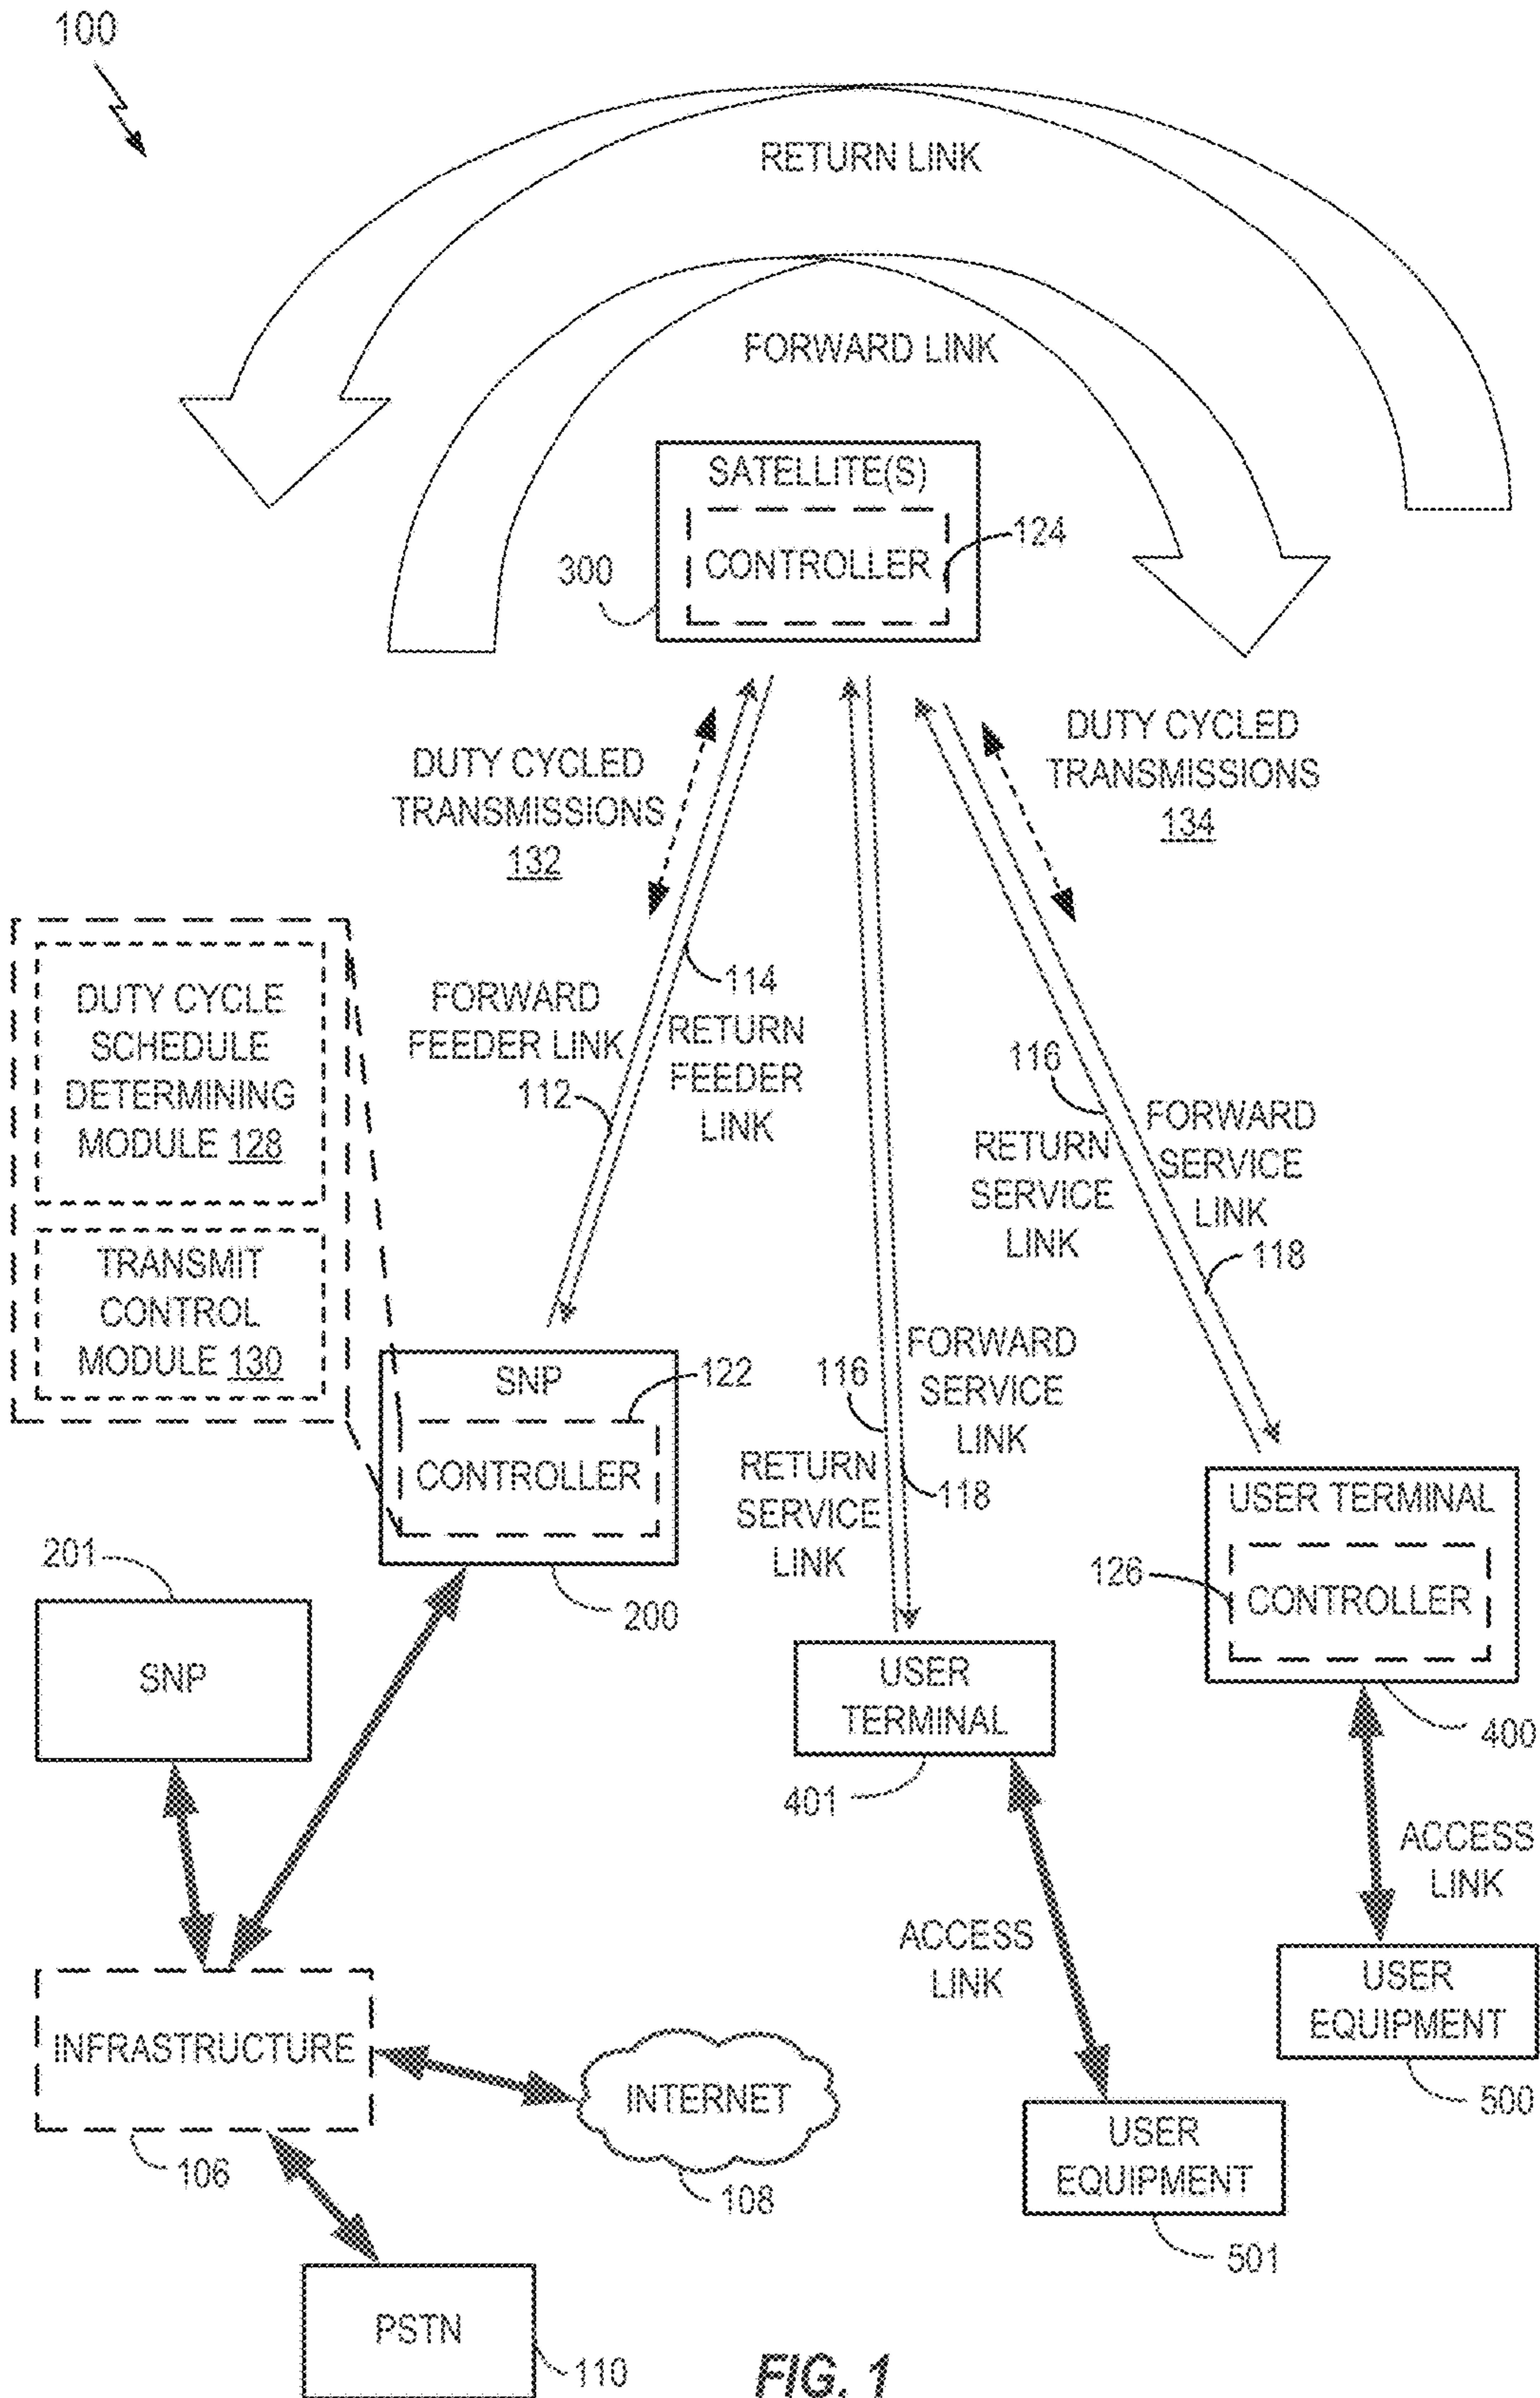 100
RETURN LINK
FORWARD LINK
SATELLITE(S)
CONTROLLER
124
300
DUTY CYCLED
TRANSMISSIONS
132
DUTY CYCLED
TRANSMISSIONS
134
DUTY CYCLE
SCHEDULE
DETERMINING
MODULE 128
TRANSMIT
CONTROL
MODULE 130
FORWARD
FEEDER LINK
112
114
RETURN
FEEDER
LINK
116
RETURN
SERVICE
LINK
FORWARD
SERVICE
LINK
118
SNP
122
CONTROLLER
200
116
RETURN
SERVICE
LINK
FORWARD
SERVICE
LINK
118
USER TERMINAL
126
CONTROLLER
400
201
SNP
USER
TERMINAL
401
ACCESS
LINK
ACCESS
LINK
USER
EQUIPMENT
500
INFRASTRUCTURE
106
INTERNET
108
USER
EQUIPMENT
501
PSTN
110
FIG. 1